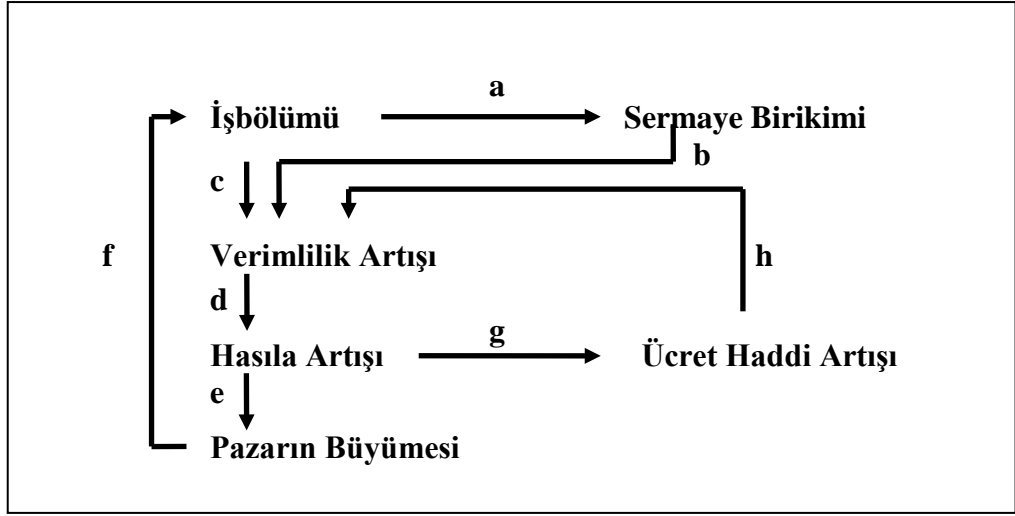 a
İşbölümü Sermaye Birikimi
b
c
f Verimlilik Artışı h
d
g
Hasıla Artışı Ücret Haddi Artışı
e
Pazarın Büyümesi